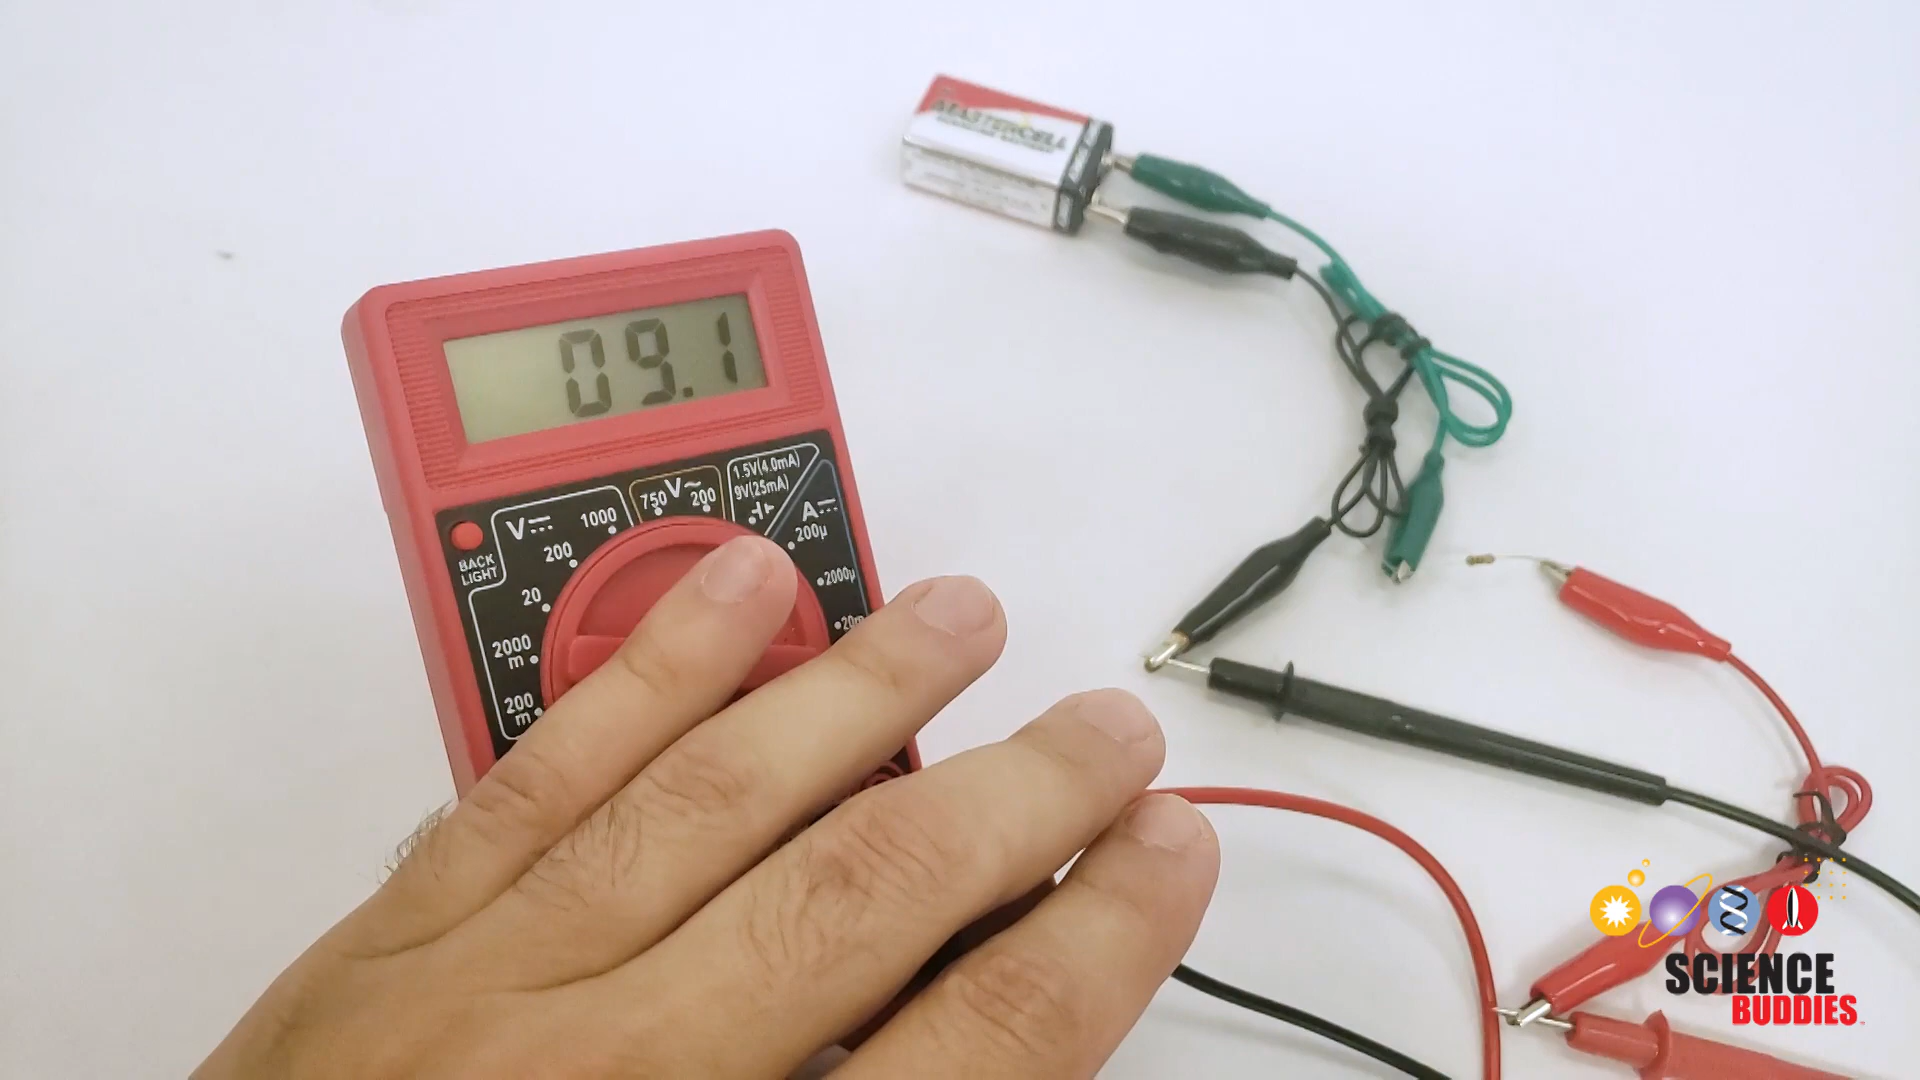 MASTERCELL
09.1
1.5V(4.0mA)
9V(25mA)
V
750
V~
200
1000
A
200µ
200
BACK
LIGHT
2000µ
20
20m
2000
m
200
m
SCIENCE
BUDDIES